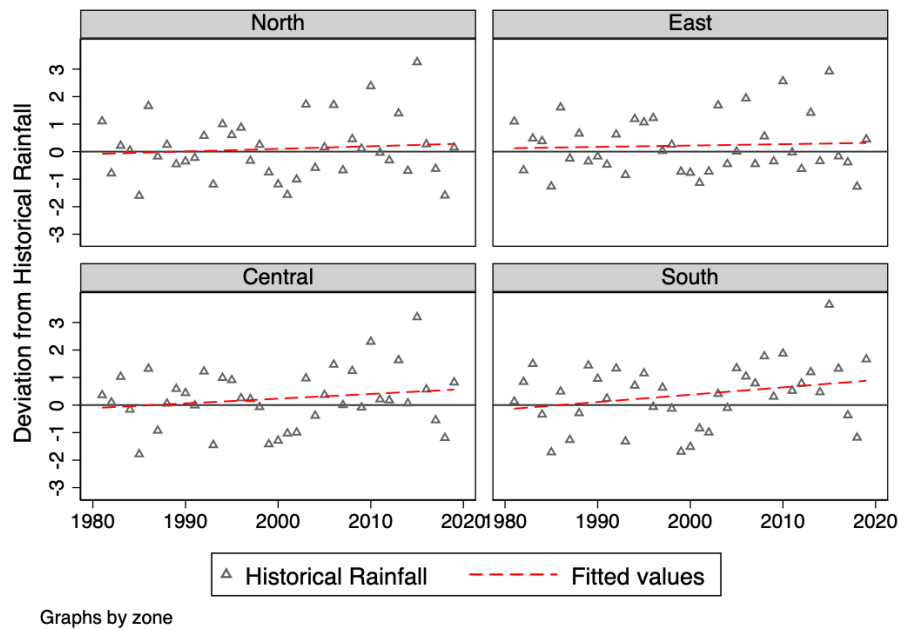 North
East
Deviation from Historical Rainfall
3
2
1
0
-1
-2
-3
Central
South
3
2
1
0
-1
-2
-3
1980 1990 2000 2010 2020
1980 1990 2000 2010 2020
Historical Rainfall
Fitted values
Graphs by zone